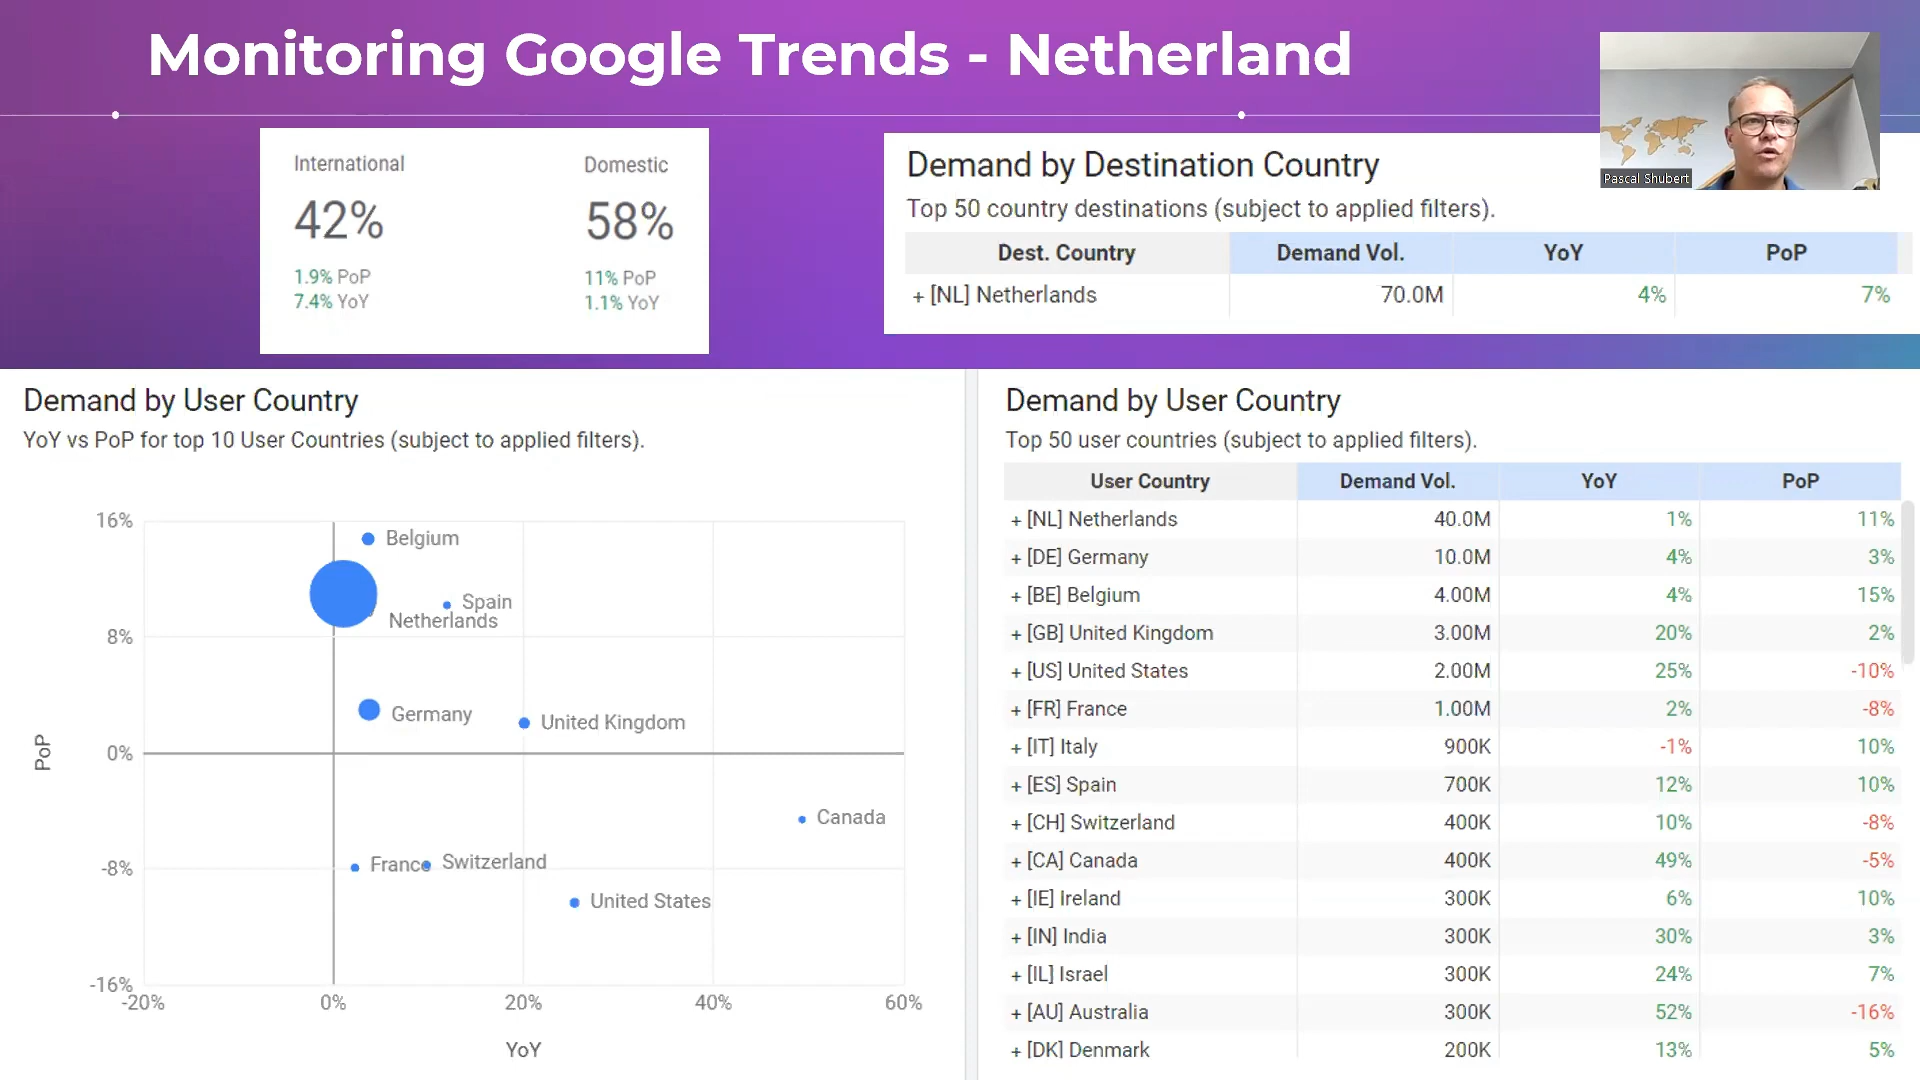 Monitoring Google Trends - Netherland
Pascal Shubert
International Domestic
42% 58%
1.9% PoP 11% PoP
7.4% YoY 1.1% YoY
Demand by Destination Country
Top 50 country destinations (subject to applied filters).
Dest. Country Demand Vol. YoY PoP
+ [NL] Netherlands 70.0M 4% 7%
Demand by User Country
YoY vs PoP for top 10 User Countries (subject to applied filters).
16%
Belgium
Spain
Netherlands
8%
Germany
United Kingdom
PoP
0%
Canada
France Switzerland
-8%
United States
-16%
-20% 0% 20% 40% 60%
YoY
Demand by User Country
Top 50 user countries (subject to applied filters).
User Country Demand Vol. YoY PoP
+ [NL] Netherlands 40.0M 1% 11%
+ [DE] Germany 10.0M 4% 3%
+ [BE] Belgium 4.00M 4% 15%
+ [GB] United Kingdom 3.00M 20% 2%
+ [US] United States 2.00M 25% -10%
+ [FR] France 1.00M 2% -8%
+ [IT] Italy 900K -1% 10%
+ [ES] Spain 700K 12% 10%
+ [CH] Switzerland 400K 10% -8%
+ [CA] Canada 400K 49% -5%
+ [IE] Ireland 300K 6% 10%
+ [IN] India 300K 30% 3%
+ [IL] Israel 300K 24% 7%
+ [AU] Australia 300K 52% -16%
+ [DK] Denmark 200K 13% 5%